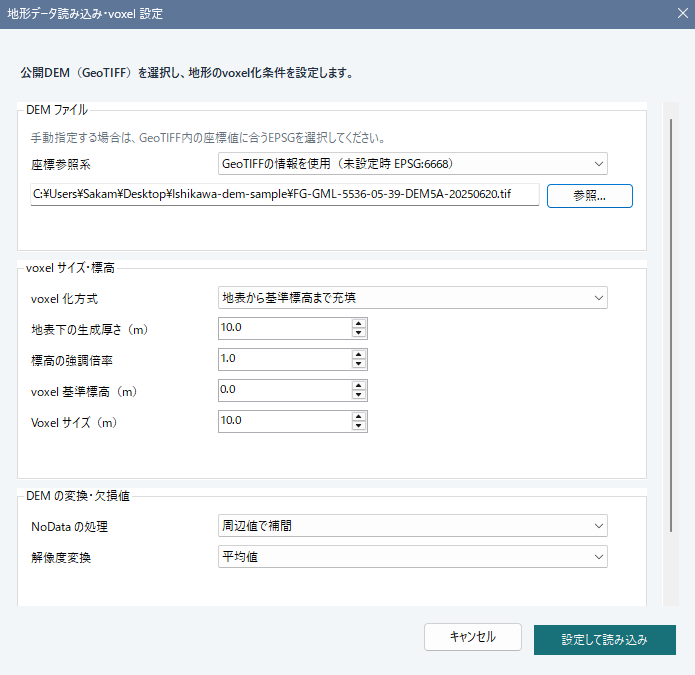 地形データ読み込み・voxel 設定
公開DEM（GeoTIFF）を選択し、地形のvoxel化条件を設定します。
DEM ファイル
手動指定する場合は、GeoTIFF内の座標値に合うEPSGを選択してください。
座標参照系 GeoTIFFの情報を使用（未設定時 EPSG:6668）
C:¥Users¥Sakam¥Desktop¥Ishikawa-dem-sample¥FG-GML-5536-05-39-DEM5A-20250620.tif 参照...
voxel サイズ・標高
voxel 化方式 地表から基準標高まで充填
地表下の生成厚さ（m） 10.0
標高の強調倍率 1.0
voxel 基準標高（m） 0.0
Voxel サイズ（m） 10.0
DEM の変換・欠損値
NoData の処理 周辺値で補間
解像度変換 平均値
キャンセル 設定して読み込み